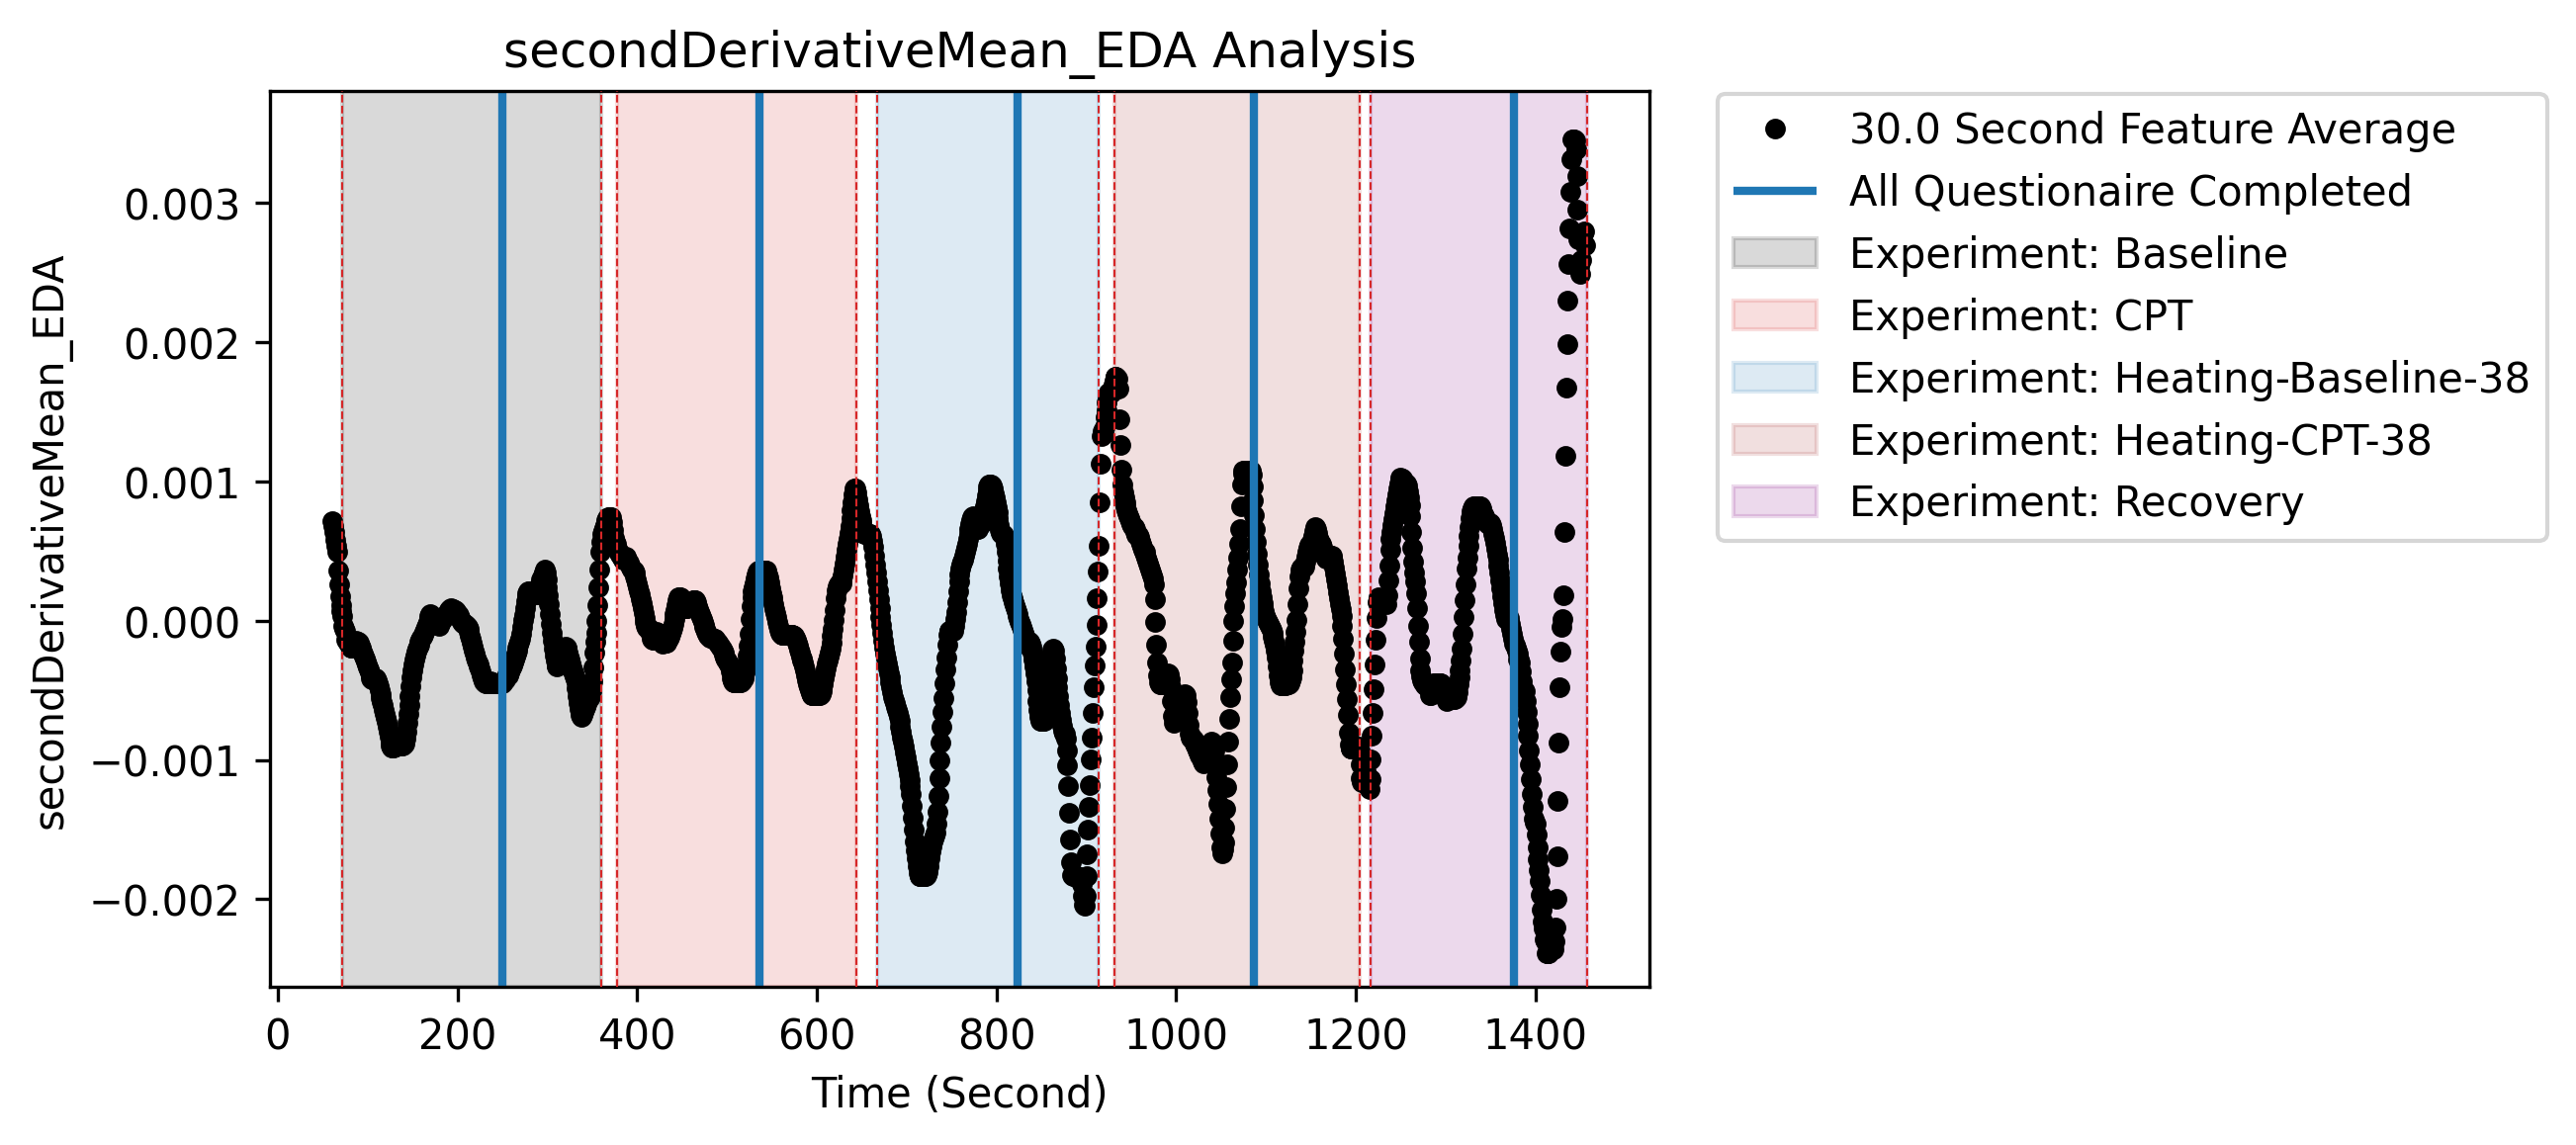 secondDerivativeMean_EDA Analysis
secondDerivativeMean_EDA
0.003
0.002
0.001
0.000
−0.001
−0.002
0 200 400 600 800 1000 1200 1400
Time (Second)
30.0 Second Feature Average
All Questionaire Completed
Experiment: Baseline
Experiment: CPT
Experiment: Heating-Baseline-38
Experiment: Heating-CPT-38
Experiment: Recovery